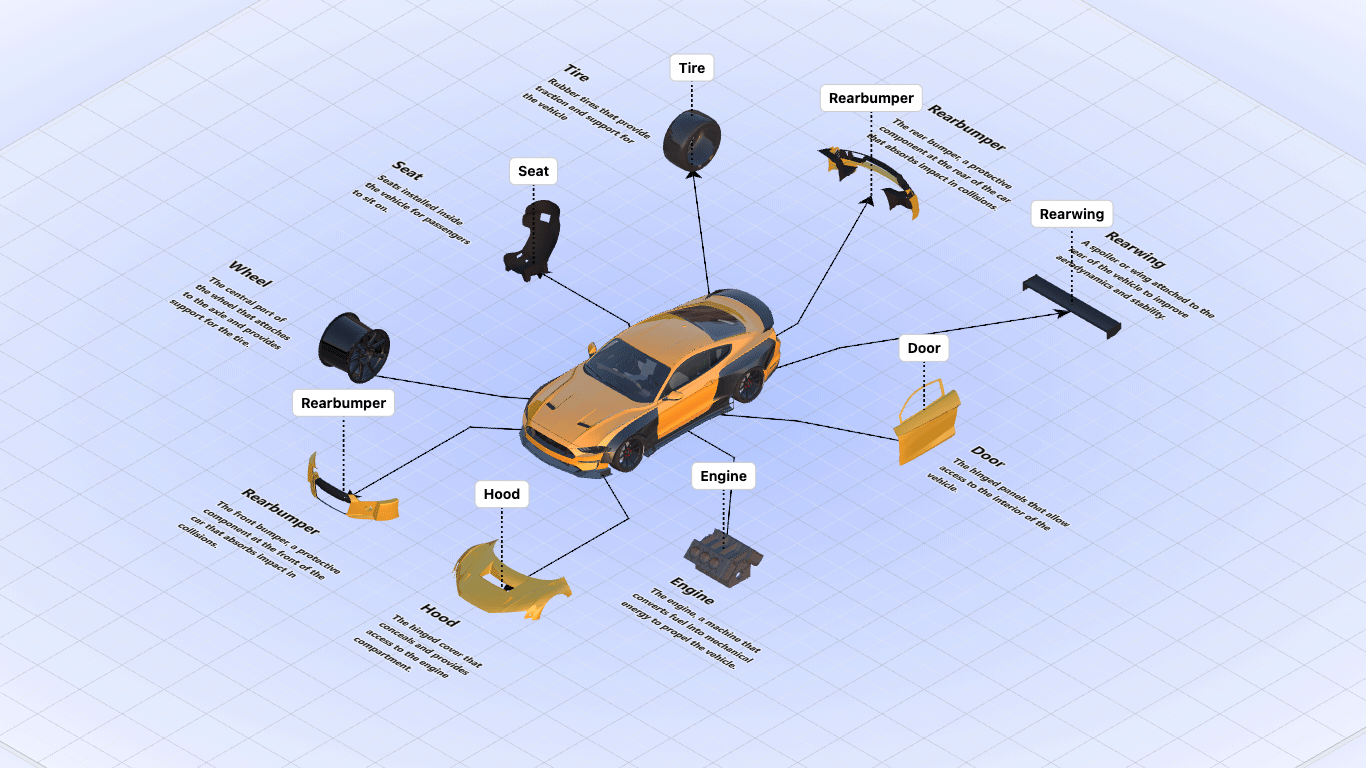 Tire
Tire
Rubber tires that provide
traction and support for
the vehicle
Rearbumper
Rearbumper
The rear bumper, a protective
component at the rear of the car
that absorbs impact in collisions.
Seat
Seat
Seats installed inside
the vehicle for passengers
to sit on.
Rearwing
Rearwing
A spoiler or wing attached to the
rear of the vehicle to improve
aerodynamics and stability.
Wheel
The central part of
the wheel that attaches
to the axle and provides
support for the tire.
Door
Door
The hinged panels that allow
access to the interior of the
vehicle.
Rearbumper
Rearbumper
The front bumper, a protective
component at the front of the
car that absorbs impact in
collisions.
Hood
Hood
The hinged cover that
conceals and provides
access to the engine
compartment.
Engine
Engine
The engine, a machine that
converts fuel into mechanical
energy to propel the vehicle.